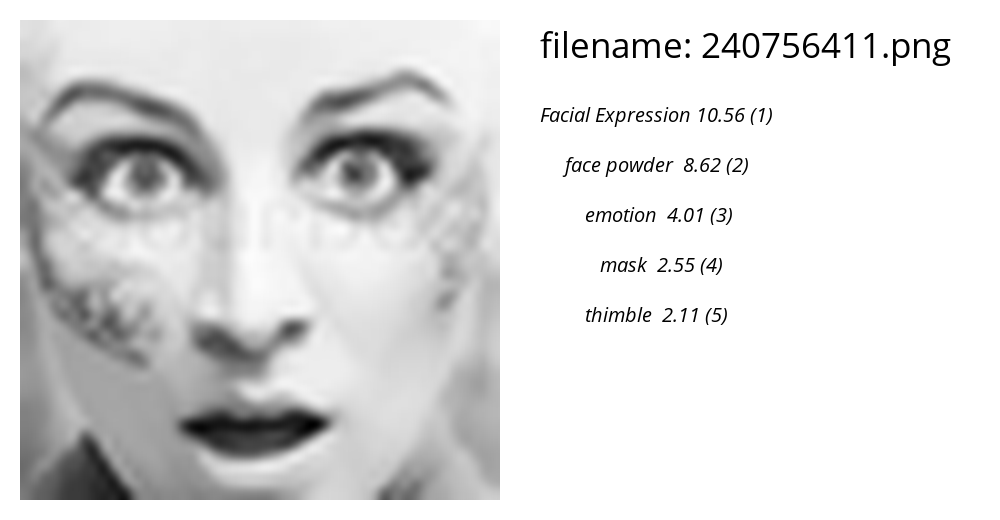 filename: 240756411.png
Facial Expression 10.56 (1)
face powder 8.62 (2)
emotion 4.01 (3)
mask 2.55 (4)
thimble 2.11 (5)